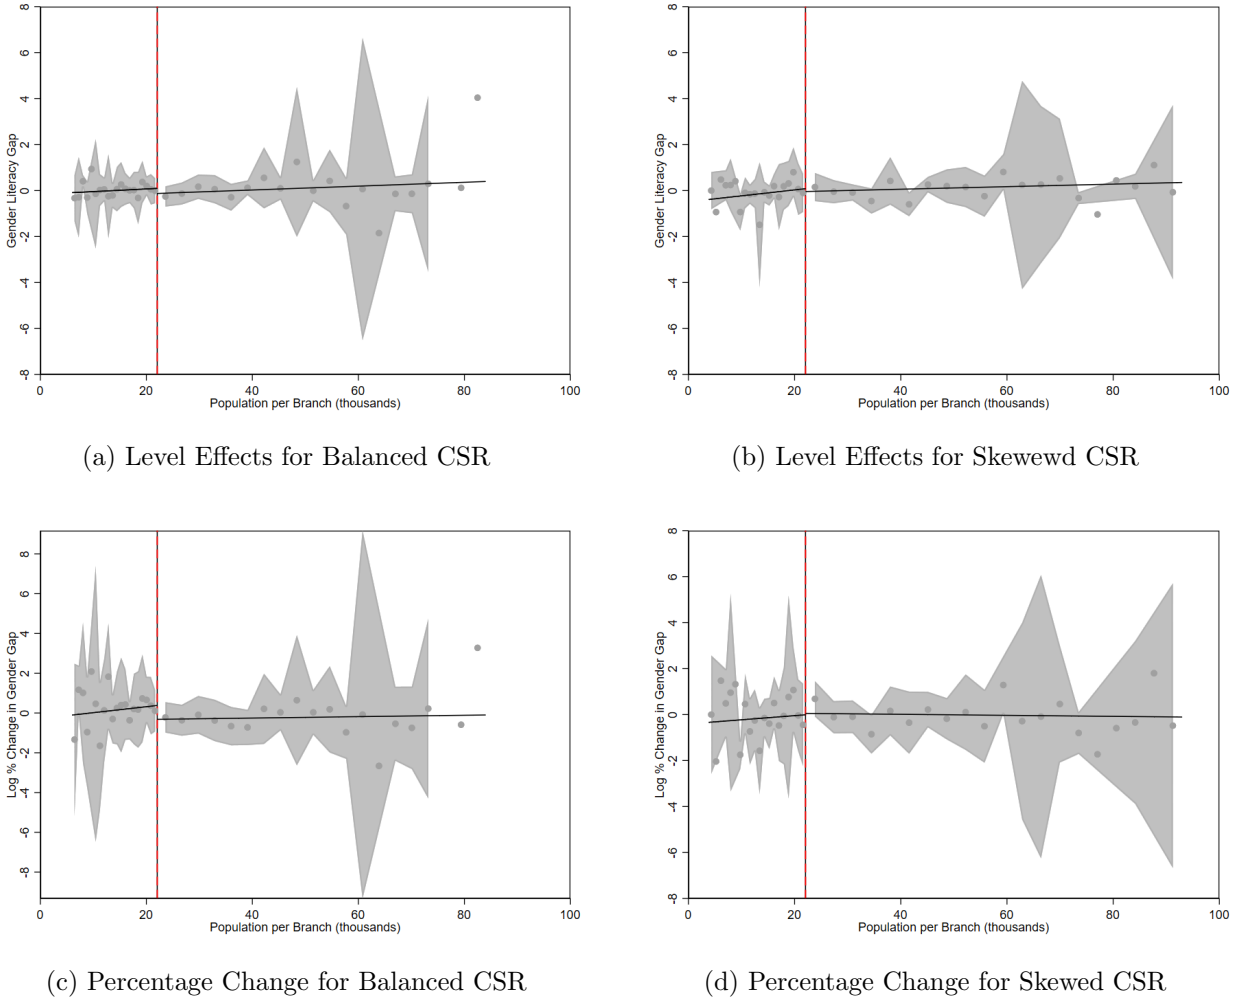 8
6
4
2
0
-2
-4
-6
-8
Gender Literacy Gap
0 20 40 60 80 100
Population per Branch (thousands)
(a) Level Effects for Balanced CSR
8
6
4
2
0
-2
-4
-6
-8
Gender Literacy Gap
0 20 40 60 80 100
Population per Branch (thousands)
(b) Level Effects for Skewewd CSR
8
6
4
2
0
-2
-4
-6
-8
Log % Change in Gender Gap
0 20 40 60 80 100
Population per Branch (thousands)
(c) Percentage Change for Balanced CSR
8
6
4
2
0
-2
-4
-6
-8
Log % Change in Gender Gap
0 20 40 60 80 100
Population per Branch (thousands)
(d) Percentage Change for Skewed CSR